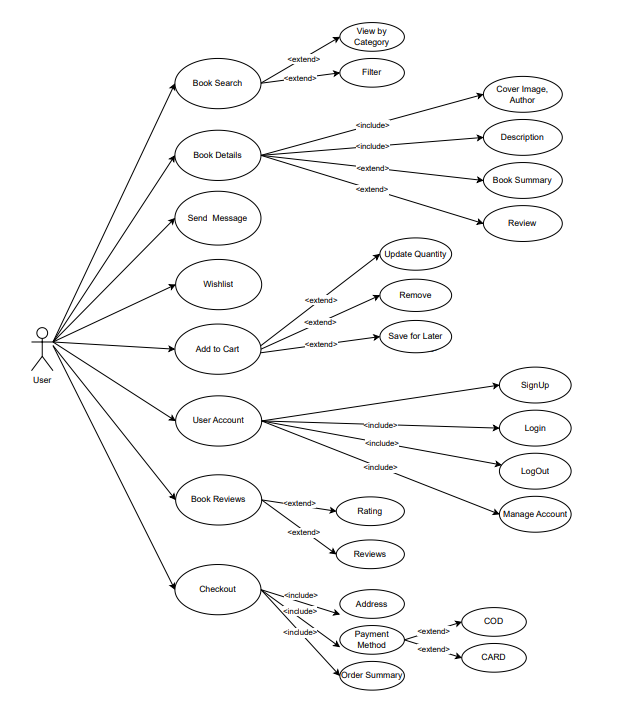 View by
Category
<extend>
Book Search
<extend>
Filter
Cover Image,
Author
<include>
Description
<include>
Book Details
<extend>
Book Summary
<extend>
Review
Send  Message
Update Quantity
Wishlist
<extend>
Remove
<extend>
Add to Cart
<extend>
Save for Later
User
SignUp
User Account
<include>
Login
<include>
LogOut
<include>
Manage Account
Book Reviews
<extend>
Rating
<extend>
Reviews
Checkout
<include>
Address
<include>
<include>
Payment
Method
<extend>
COD
<extend>
CARD
Order Summary